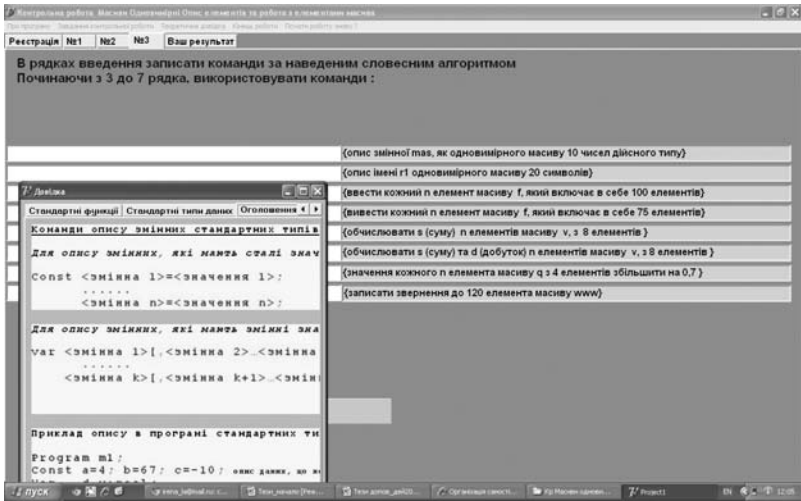 Контрольна робота Масиви Одновимірні Опис елементів та робота з елементами масива
Реєстрація №1 №2 №3 Ваш результат
В рядках введення записати команди за наведеним словесним алгоритмом
Починаючи з 3 до 7 рядка, використовувати команди :
{опис змінної mas, як одновимірного масиву 10 чисел дійсного типу}
{опис імені r1 одновимірного масиву 20 символів}
{ввести кожний n елемент масиву f, який включає в себе 100 елементів}
{вивести кожний n елемент масиву f, який включає в себе 75 елементів}
{обчислювати s (суму) n елементів масиву v, з 8 елементів }
{обчислювати s (суму) та d (добуток) n елементів масиву v, з 8 елементів }
{значення кожного n елемента масиву q з 4 елементів збільшити на 0,7 }
{записати звернення до 120 елемента масиву www}
Довідка
Стандартні функції Стандартні типи даних Оголошення
Команди опису змінних стандартних типів
Для опису змінних, які мають сталі знач
Const <змінна 1>=<значення 1>;
......
<змінна n>=<значення n>;
Для опису змінних, які мають змінні зна
var <змінна 1>[,<змінна 2>…<змінна
......
<змінна k>[,<змінна k+1>…<змін
Приклад опису в програмі стандартних ти
Program m1;
Const a=4; b=67; c=-10; опис даних, що
пуск
Project1
EN
12:05